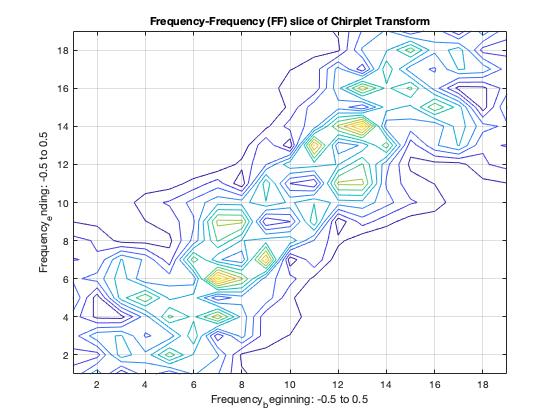 Frequency-Frequency (FF) slice of Chirplet Transform
18
16
14
12
10
8
6
4
2
Frequencyₑnding: -0.5 to 0.5
2 4 6 8 10 12 14 16 18
Frequency_beginning: -0.5 to 0.5